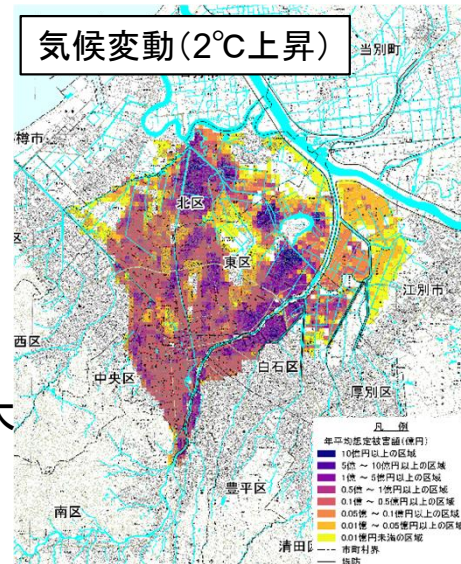 気候変動(2℃上昇)
当別町
樽市
北区
区
東区
江別市
西区
中央区
白石区
厚別区
大
豊平区
南区
清田区
凡 例
年平均想定被害額(億円)
10億円以上の区域
5億 ～ 10億円以上の区域
1億 ～ 5億円以上の区域
0.5億 ～ 1億円以上の区域
0.1億 ～ 0.5億円以上の区域
0.05億 ～ 0.1億円以上の区域
0.01億 ～ 0.05億円以上の区域
0.01億円未満の区域
市町村界
堤防